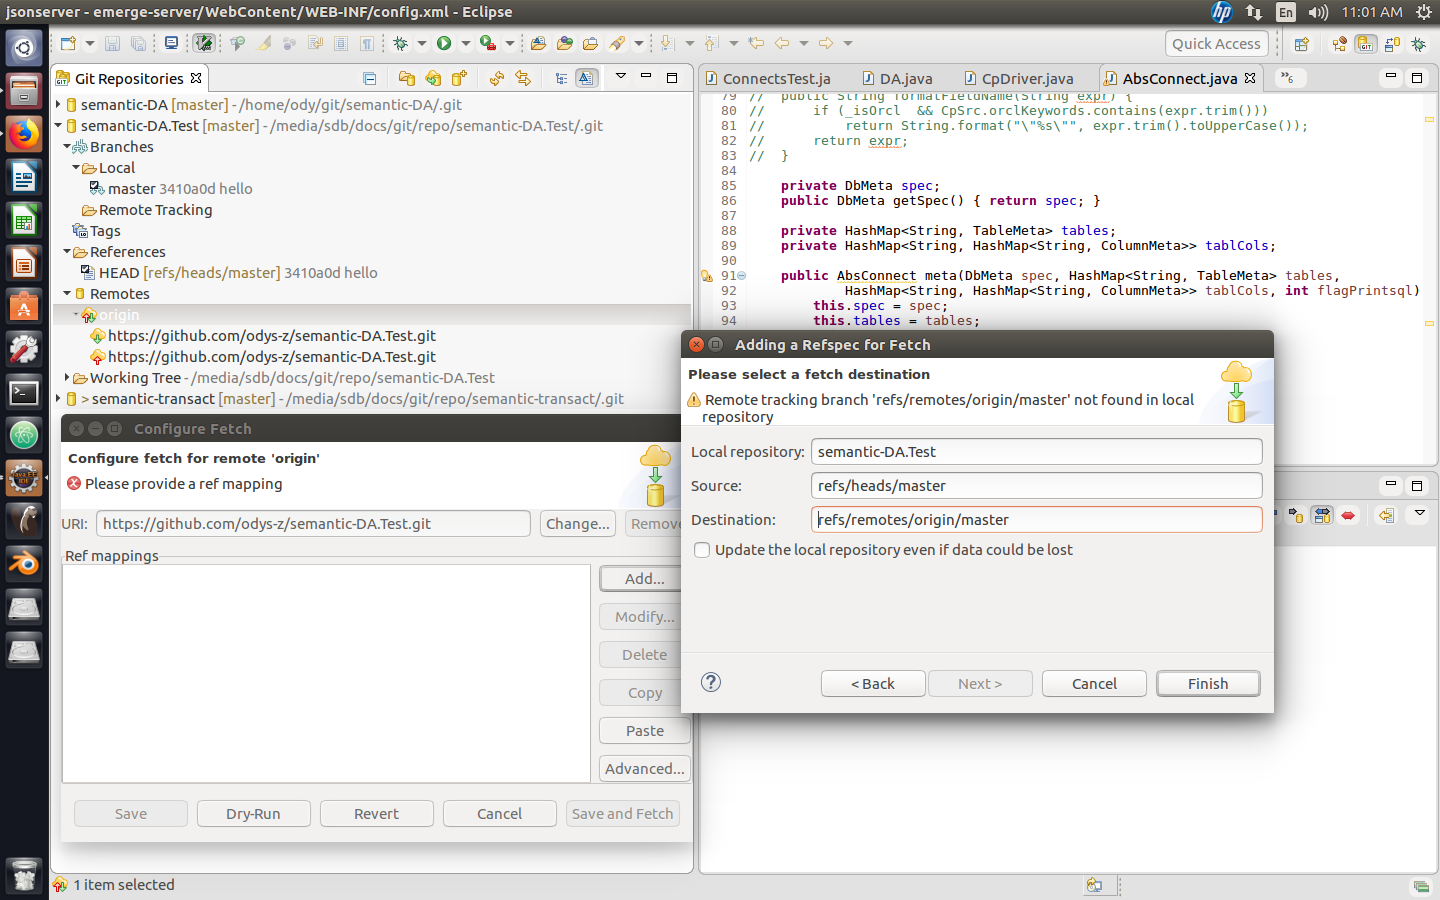 jsonserver - emerge-server/WebContent/WEB-INF/config.xml - Eclipse
En
11:01 AM
Quick Access
GIT
Git Repositories
semantic-DA [master] - /home/ody/git/semantic-DA/.git
semantic-DA.Test [master] - /media/sdb/docs/git/repo/semantic-DA.Test/.git
Branches
Local
master 3410a0d hello
Remote Tracking
Tags
References
HEAD [refs/heads/master] 3410a0d hello
Remotes
origin
https://github.com/odys-z/semantic-DA.Test.git
https://github.com/odys-z/semantic-DA.Test.git
Working Tree - /media/sdb/docs/git/repo/semantic-DA.Test
> semantic-transact [master] - /media/sdb/docs/git/repo/semantic-transact/.git
ConnectsTest.ja
DA.java
CpDriver.java
AbsConnect.java
»6
79 // public String formatFieldName(String expr) {
80 // if (_isOrcl && CpSrc.orclKeywords.contains(expr.trim()))
81 // return String.format("\"%s\"", expr.trim().toUpperCase());
82 // return expr;
83 // }
84
85 private DbMeta spec;
86 public DbMeta getSpec() { return spec; }
87
88 private HashMap<String, TableMeta> tables;
89 private HashMap<String, HashMap<String, ColumnMeta>> tablCols;
90
91 public AbsConnect meta(DbMeta spec, HashMap<String, TableMeta> tables,
92 HashMap<String, HashMap<String, ColumnMeta>> tablCols, int flagPrintsql)
93 this.spec = spec;
94 this.tables = tables;
Configure Fetch
Configure fetch for remote 'origin'
Please provide a ref mapping
URI: https://github.com/odys-z/semantic-DA.Test.git
Change...
Remove
Ref mappings
Add...
Modify...
Delete
Copy
Paste
Advanced...
Save
Dry-Run
Revert
Cancel
Save and Fetch
Adding a Refspec for Fetch
Please select a fetch destination
Remote tracking branch 'refs/remotes/origin/master' not found in local
repository
Local repository: semantic-DA.Test
Source: refs/heads/master
Destination: refs/remotes/origin/master
Update the local repository even if data could be lost
?
< Back
Next >
Cancel
Finish
1 item selected